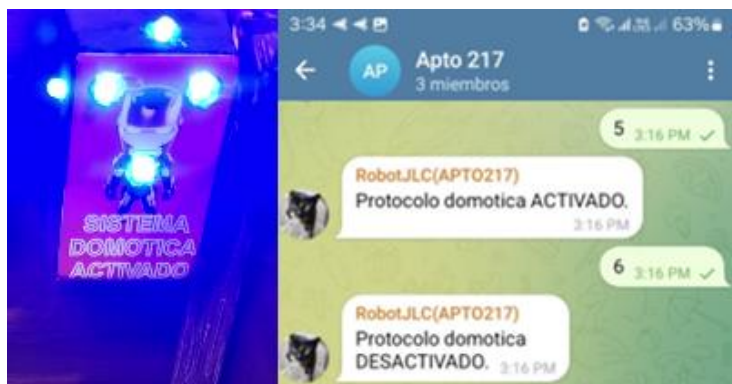 SISTEMA
DOMOTICA
ACTIVADO
3:34 63%
AP Apto 217
3 miembros
5 3:16 PM
RobotJLC(APTO217)
Protocolo domotica ACTIVADO.
3:16 PM
6 3:16 PM
RobotJLC(APTO217)
Protocolo domotica
DESACTIVADO. 3:16 PM